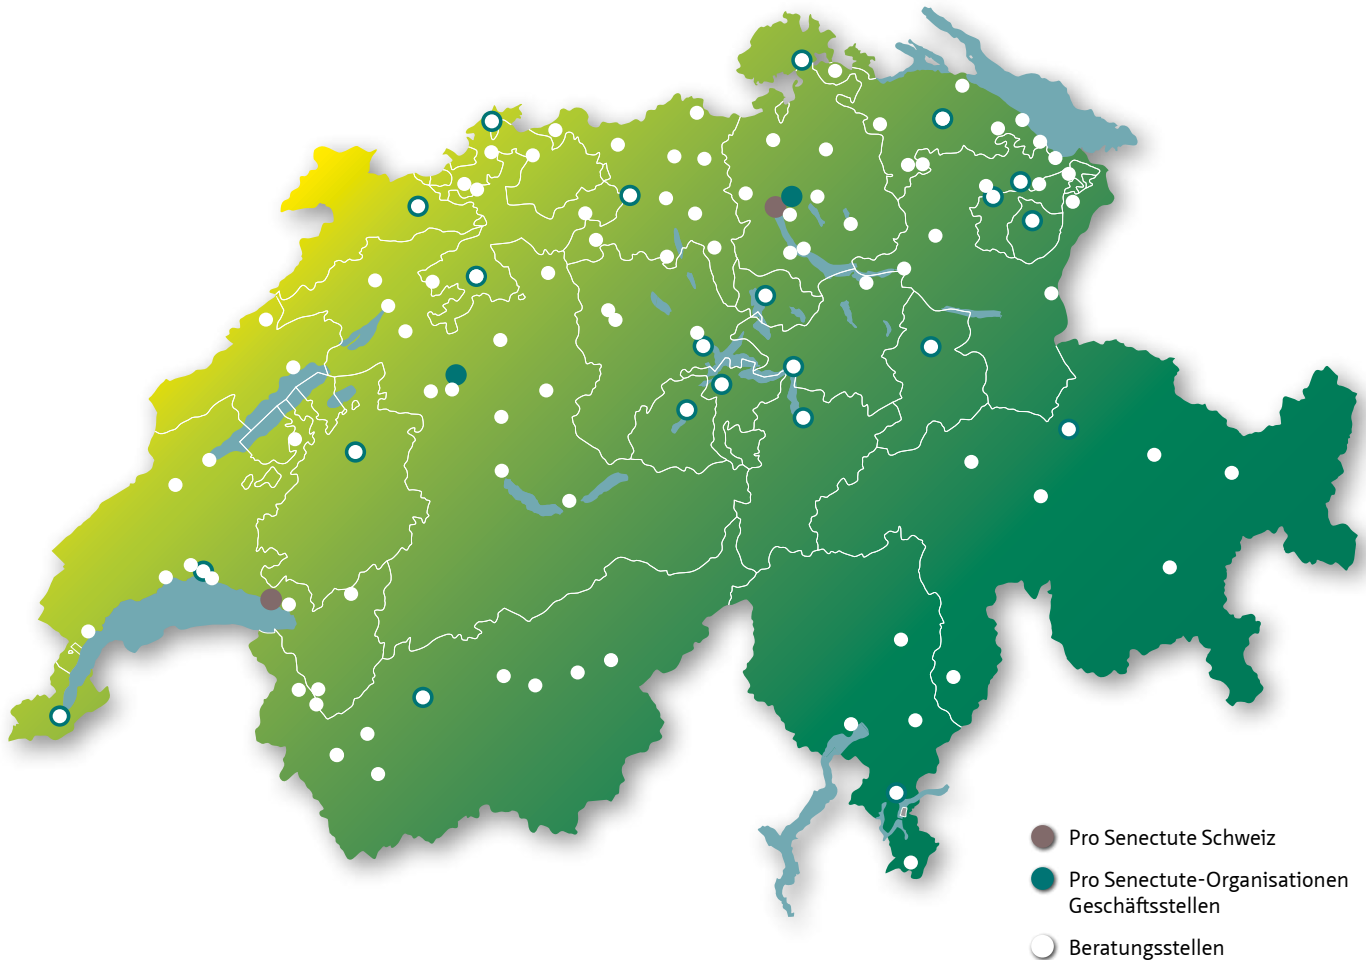 Pro Senectute Schweiz
Pro Senectute-Organisationen
Geschäftsstellen
Beratungsstellen